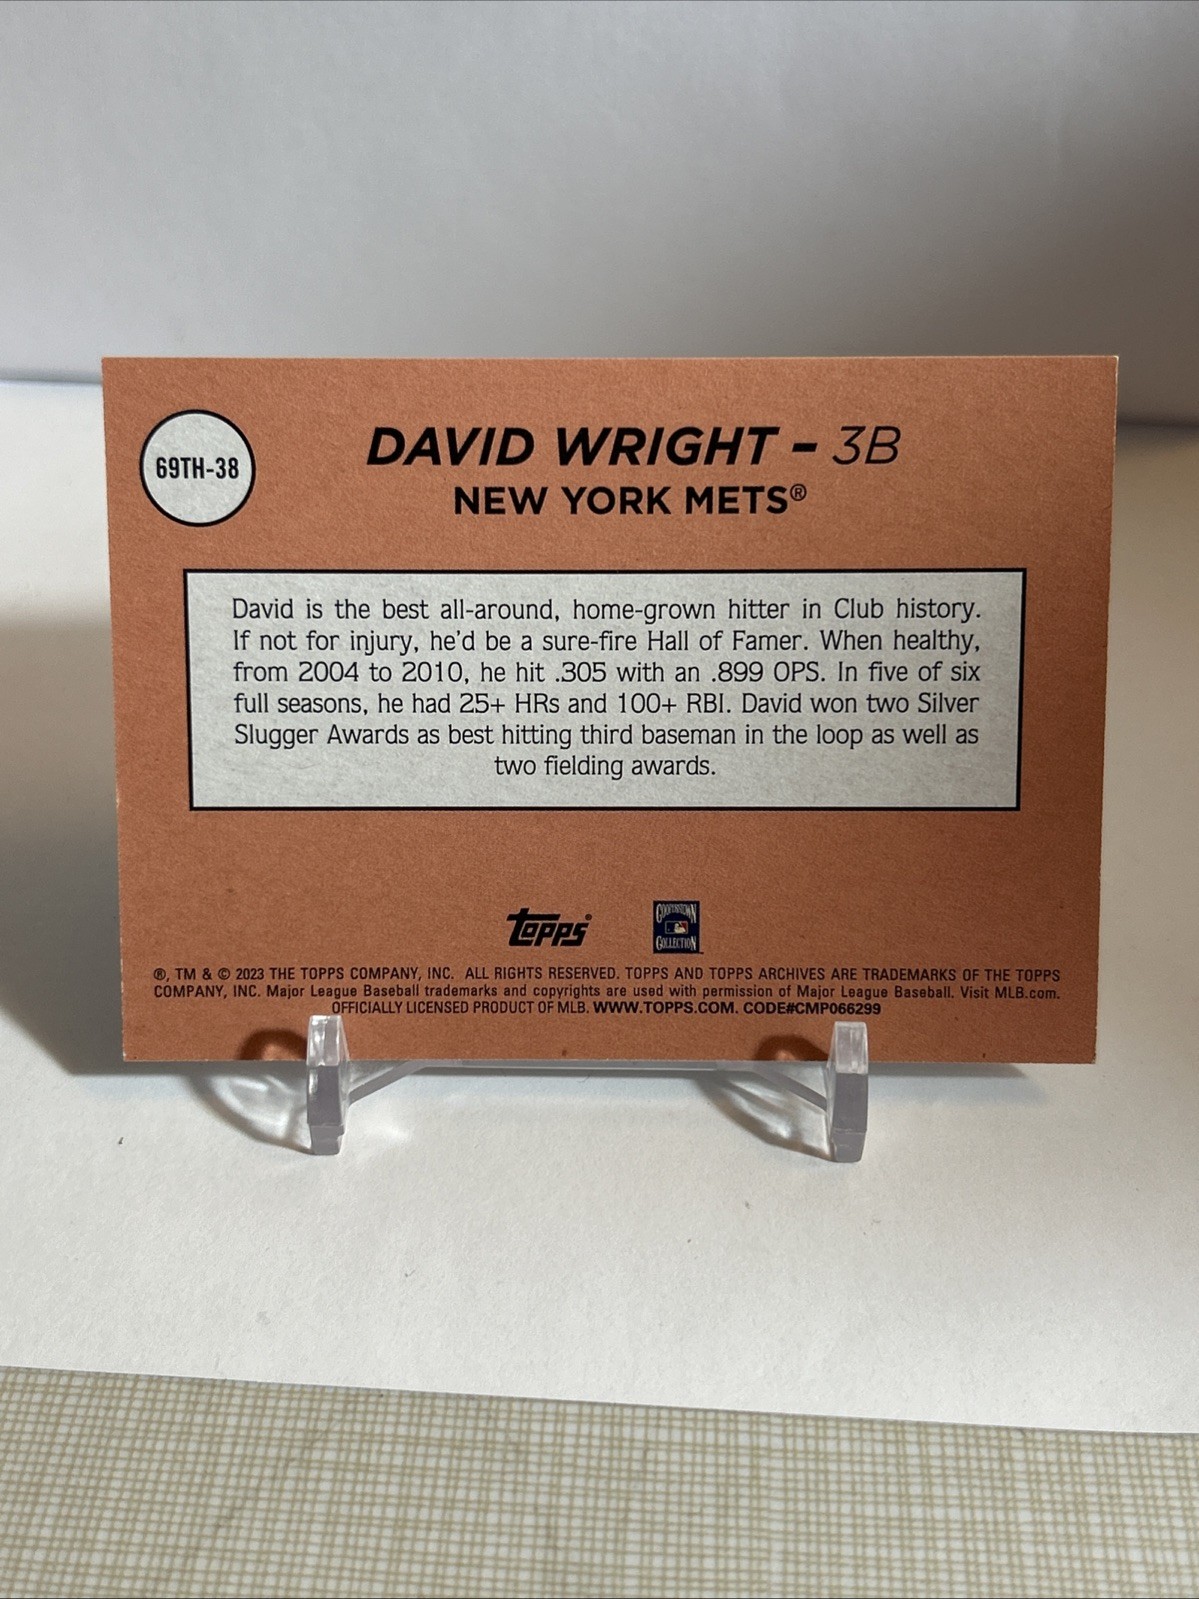 69TH-38
DAVID WRIGHT - 3B
NEW YORK METS®
David is the best all-around, home-grown hitter in Club history.
If not for injury, he'd be a sure-fire Hall of Famer. When healthy,
from 2004 to 2010, he hit .305 with an .899 OPS. In five of six
full seasons, he had 25+ HRs and 100+ RBI. David won two Silver
Slugger Awards as best hitting third baseman in the loop as well as
two fielding awards.
topps®
COOPERSTOWN
COLLECTION
®, TM & © 2023 THE TOPPS COMPANY, INC. ALL RIGHTS RESERVED. TOPPS AND TOPPS ARCHIVES ARE TRADEMARKS OF THE TOPPS
COMPANY, INC. Major League Baseball trademarks and copyrights are used with permission of Major League Baseball. Visit MLB.com.
OFFICIALLY LICENSED PRODUCT OF MLB. WWW.TOPPS.COM. CODE#CMP066299